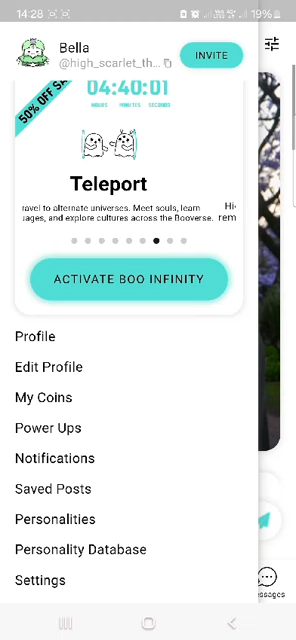 14:28
19%
Bella
@high_scarlet_th...
INVITE
50% OFF SA
04:40:01
HOURS MINUTES SECONDS
Teleport
ravel to alternate universes. Meet souls, learn
uages, and explore cultures across the Booverse.
Hi
rem
ACTIVATE BOO INFINITY
Profile
Edit Profile
My Coins
Power Ups
Notifications
Saved Posts
Personalities
Personality Database
Settings
essages